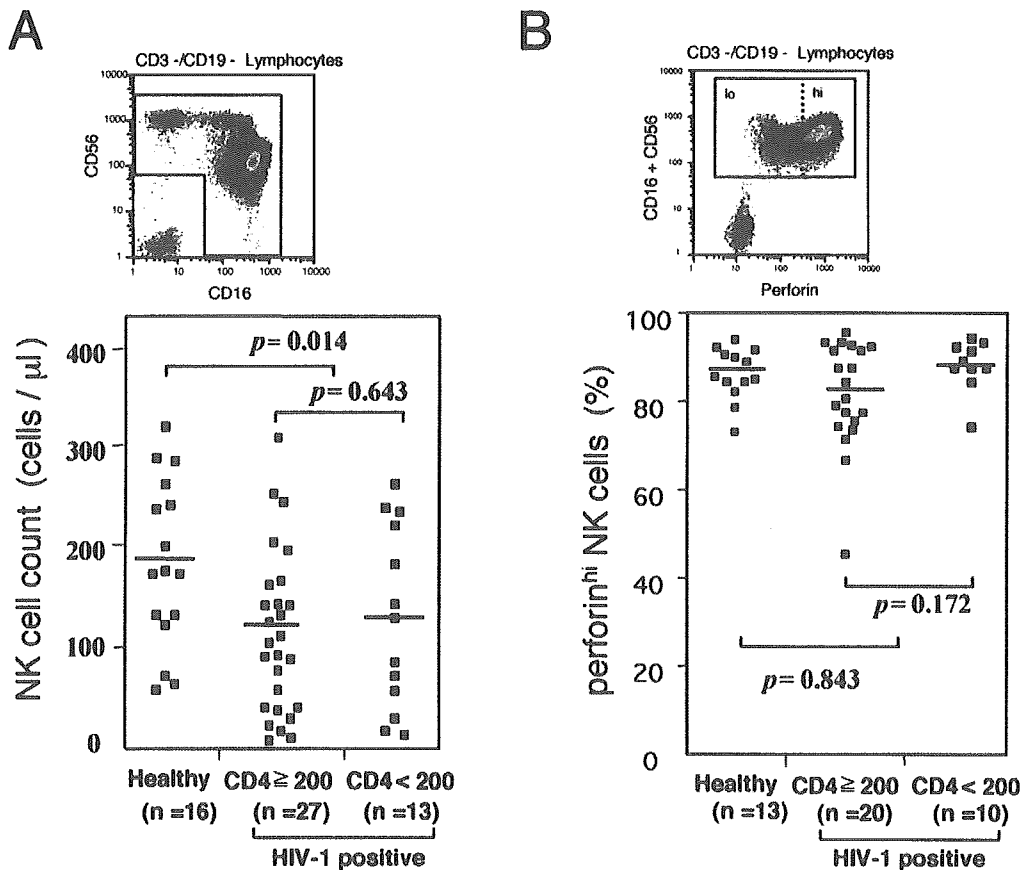 A
CD3 -/CD19 - Lymphocytes
CD56
10000
1000
100
10
1
1 10 100 1000 10000
CD16
NK cell count (cells / μl)
400
300
200
100
0
p = 0.014
p = 0.643
Healthy CD4 ≧ 200 CD4 < 200
(n =16) (n =27) (n =13)
HIV-1 positive
B
CD3 -/CD19 - Lymphocytes
CD16 + CD56
10000
1000
100
10
1
lo hi
1 10 100 1000 10000
Perforin
perforinhi NK cells (%)
100
80
60
40
20
0
p = 0.172
p = 0.843
Healthy CD4 ≧ 200 CD4 < 200
(n =13) (n =20) (n =10)
HIV-1 positive